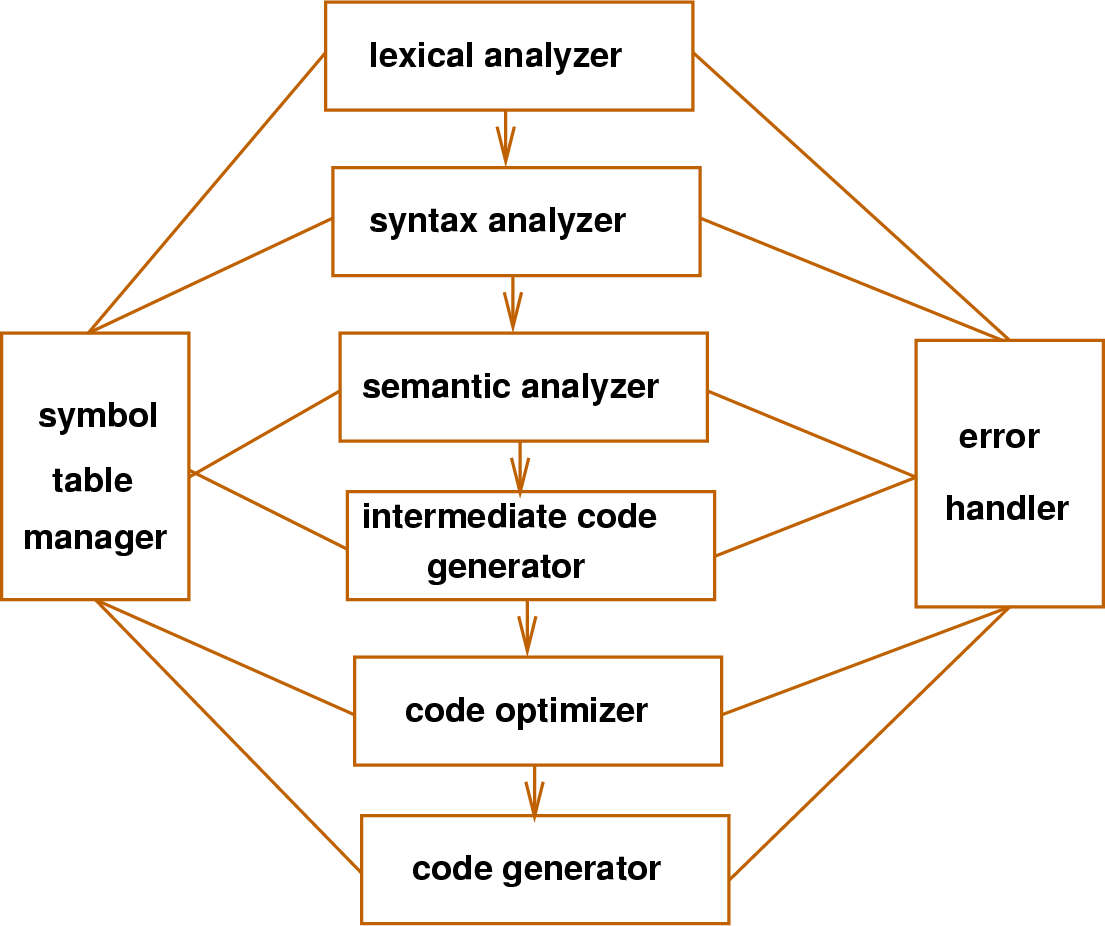 lexical analyzer
syntax analyzer
semantic analyzer
symbol
table
manager
error
handler
intermediate code
generator
code optimizer
code generator